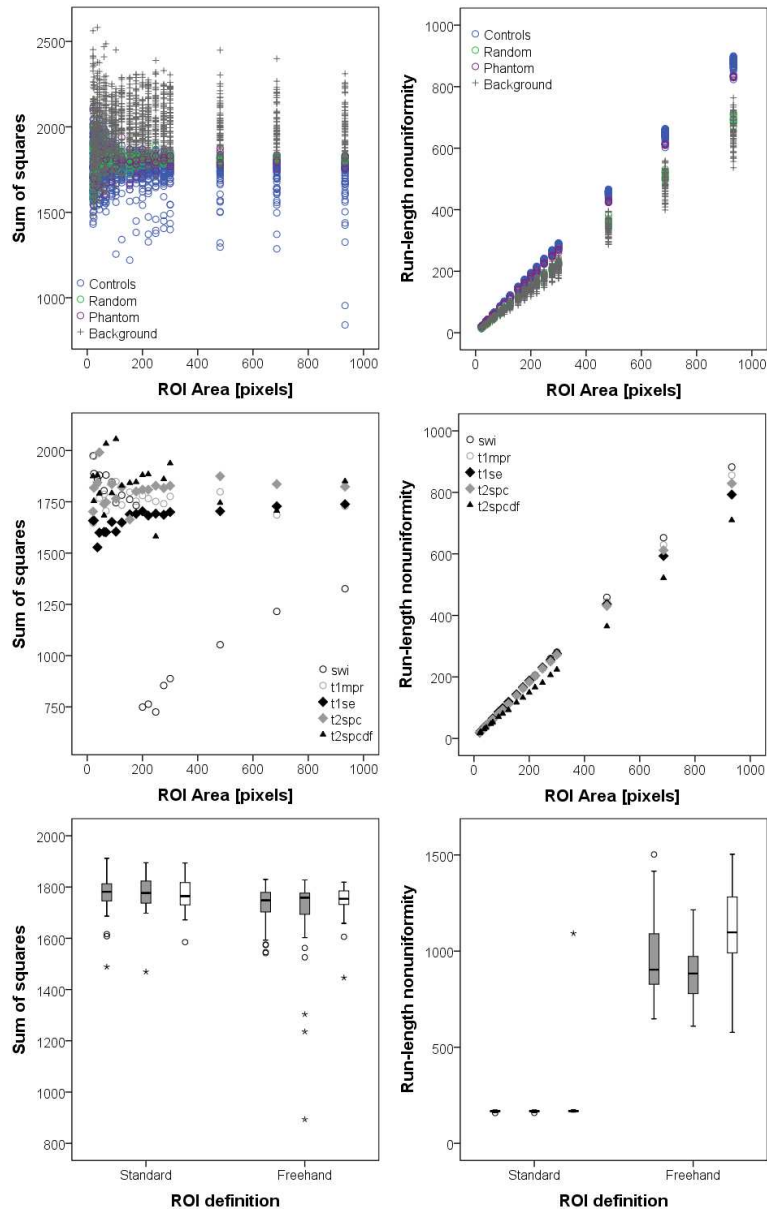 2500
2000
1500
1000
Sum of squares
Controls
Random
Phantom
Background
0 200 400 600 800 1000
ROI Area [pixels]
1000
800
600
400
200
0
Run-length nonuniformity
Controls
Random
Phantom
Background
0 200 400 600 800 1000
ROI Area [pixels]
2000
1750
1500
1250
1000
750
Sum of squares
swi
t1mpr
t1se
t2spc
t2spcdf
0 200 400 600 800 1000
ROI Area [pixels]
1000
800
600
400
200
0
Run-length nonuniformity
swi
t1mpr
t1se
t2spc
t2spcdf
0 200 400 600 800 1000
ROI Area [pixels]
2000
1800
1600
1400
1200
1000
800
Sum of squares
Standard Freehand
ROI definition
1500
1000
500
0
Run-length nonuniformity
Standard Freehand
ROI definition